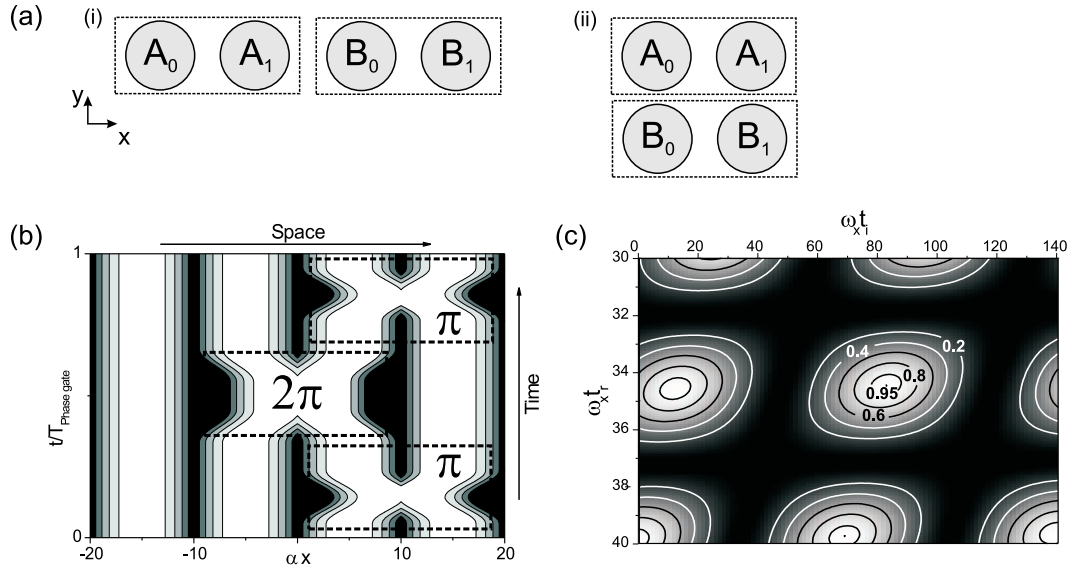 (a) (i) (ii)
A₀ A₁ B₀ B₁
A₀ A₁
B₀ B₁
y
x
(b) Space
t/T_Phase gate
1
0
π
2π
π
Time
-20 -10 0 10 20
αx
(c) ωₓtᵢ
0 20 40 60 80 100 120 140
ωₓtᵣ
30
32
34
36
38
40
0.4 0.2
0.8
0.95
0.6